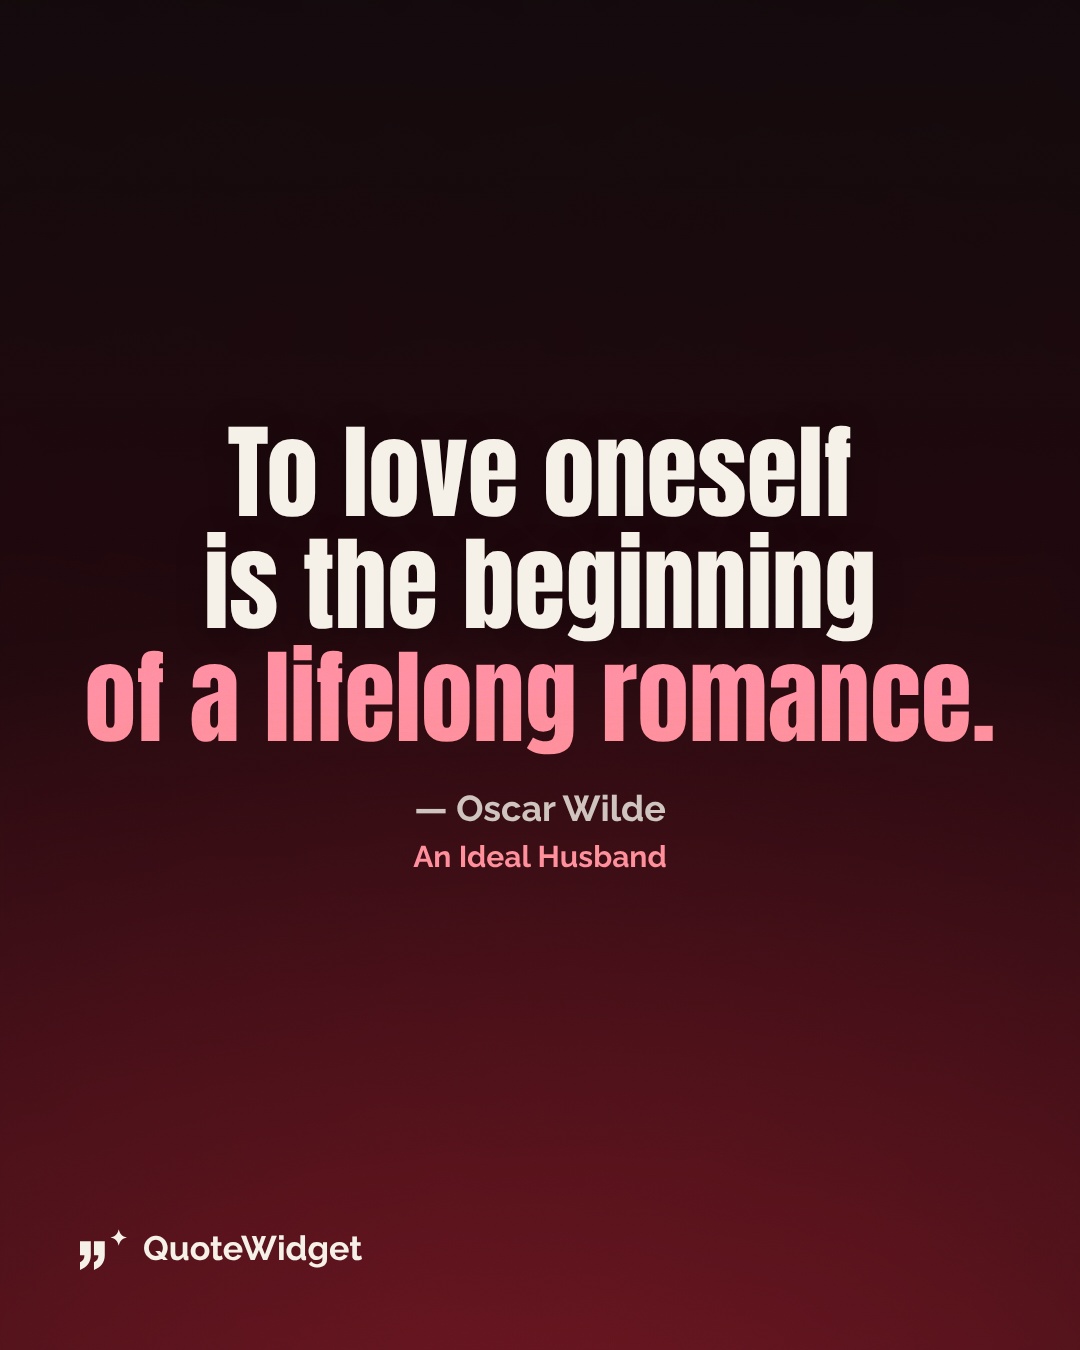 To love oneself
is the beginning
of a lifelong romance.
— Oscar Wilde
An Ideal Husband
QuoteWidget